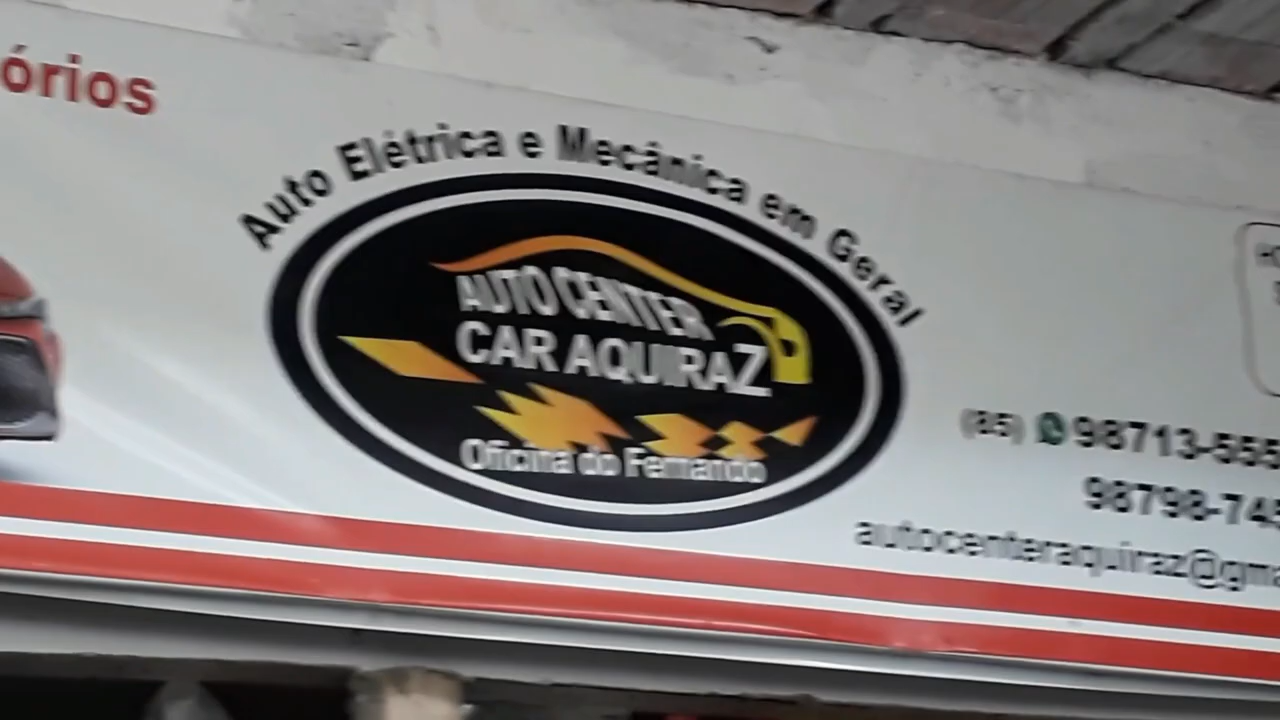 órios
Auto Elétrica e Mecânica em Geral
AUTO CENTER
CAR AQUIRAZ
Oficina do Fernando
(85) 98713-555
98798-74
autocenteraquiraz@gma